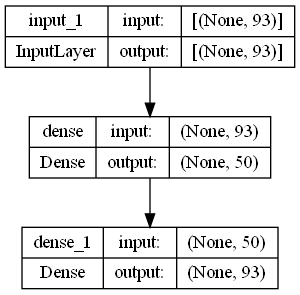 input_1 input: [(None, 93)]
InputLayer output: [(None, 93)]
dense input: (None, 93)
Dense output: (None, 50)
dense_1 input: (None, 50)
Dense output: (None, 93)